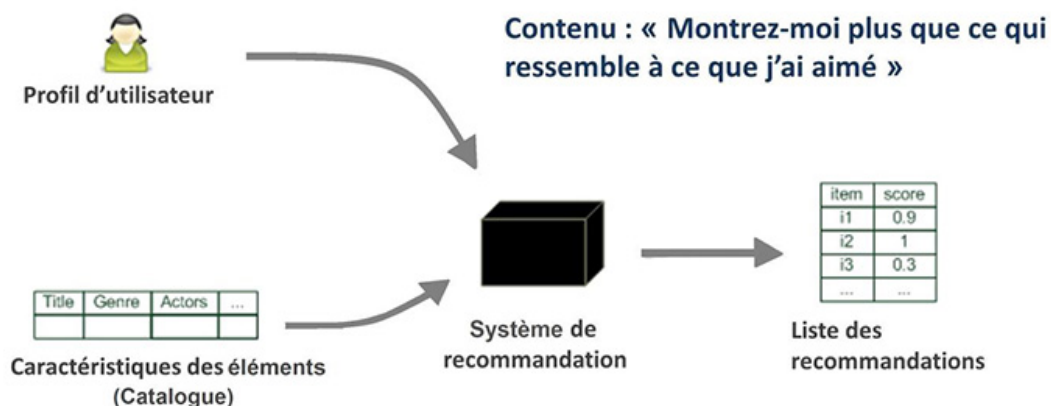 Contenu : « Montrez-moi plus que ce qui
ressemble à ce que j'ai aimé »
Profil d'utilisateur
Title Genre Actors ...
Caractéristiques des éléments
(Catalogue)
Système de
recommandation
item score
i1 0.9
i2 1
i3 0.3
... ...
Liste des
recommandations